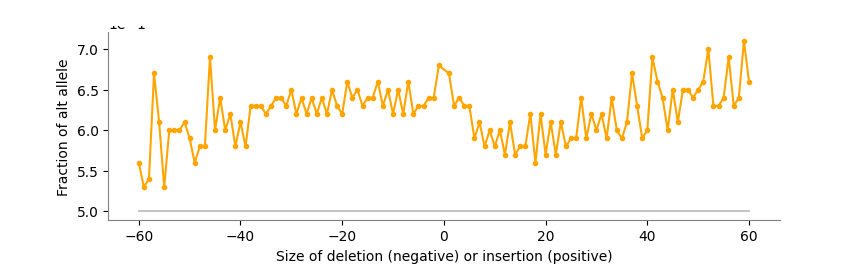 7.0
6.5
6.0
5.5
5.0
Fraction of alt allele
−60 −40 −20 0 20 40 60
Size of deletion (negative) or insertion (positive)